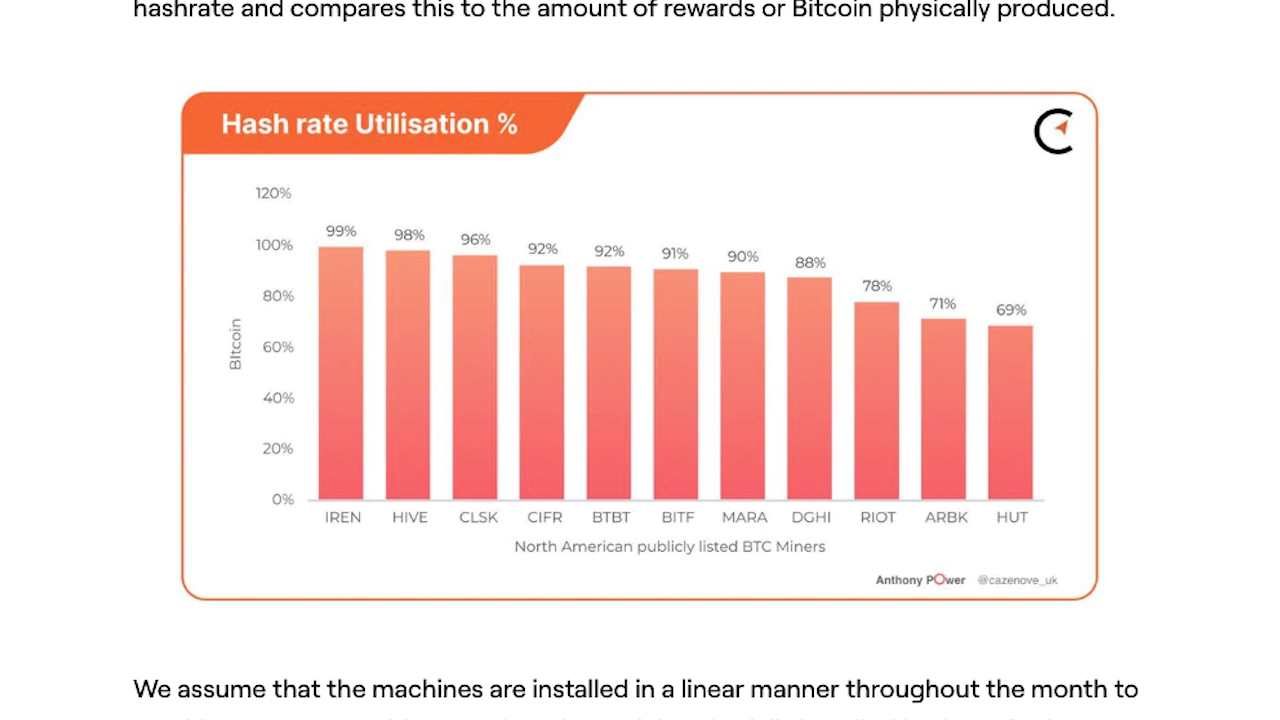 hashrate and compares this to the amount of rewards or Bitcoin physically produced.
Hash rate Utilisation %
120%
100%
80%
60%
40%
20%
0%
BItcoin
99%
98%
96%
92%
92%
91%
90%
88%
78%
71%
69%
IREN HIVE CLSK CIFR BTBT BITF MARA DGHI RIOT ARBK HUT
North American publicly listed BTC Miners
Anthony POwer @cazenove_uk
We assume that the machines are installed in a linear manner throughout the month to